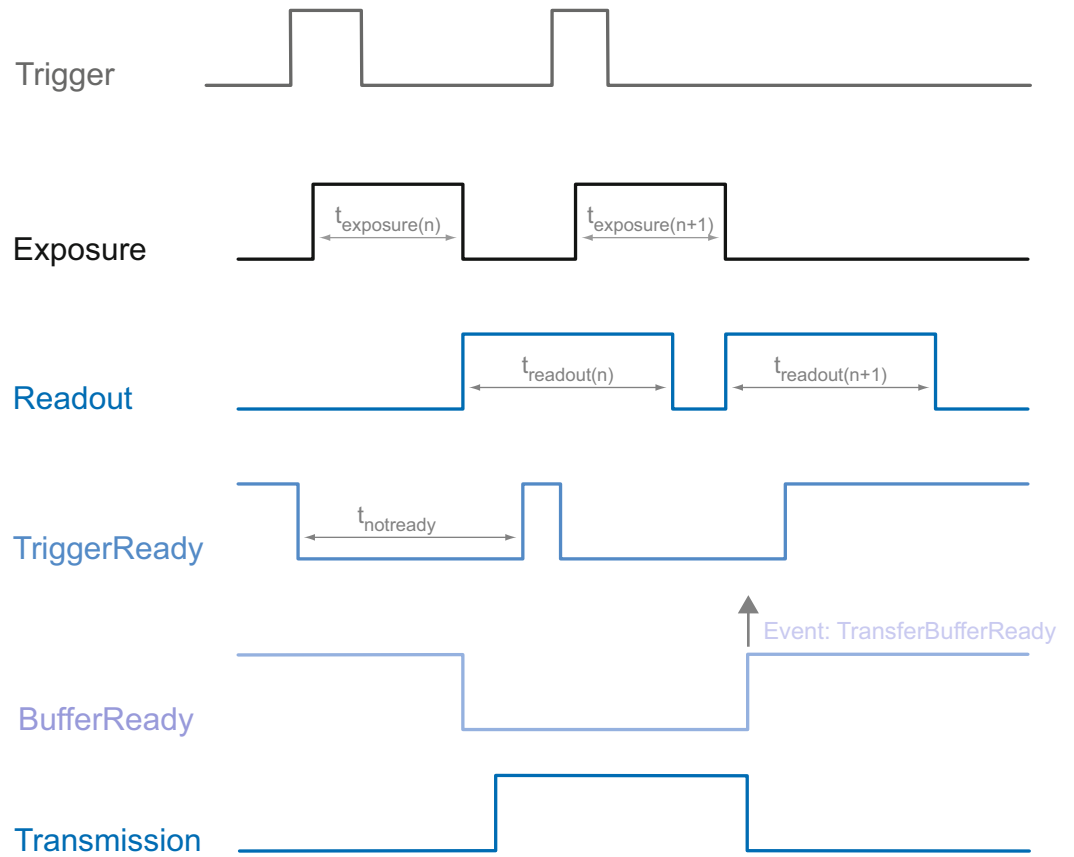 Trigger
Exposure
texposure(n)
texposure(n+1)
Readout
treadout(n)
treadout(n+1)
TriggerReady
tnotready
Event: TransferBufferReady
BufferReady
Transmission